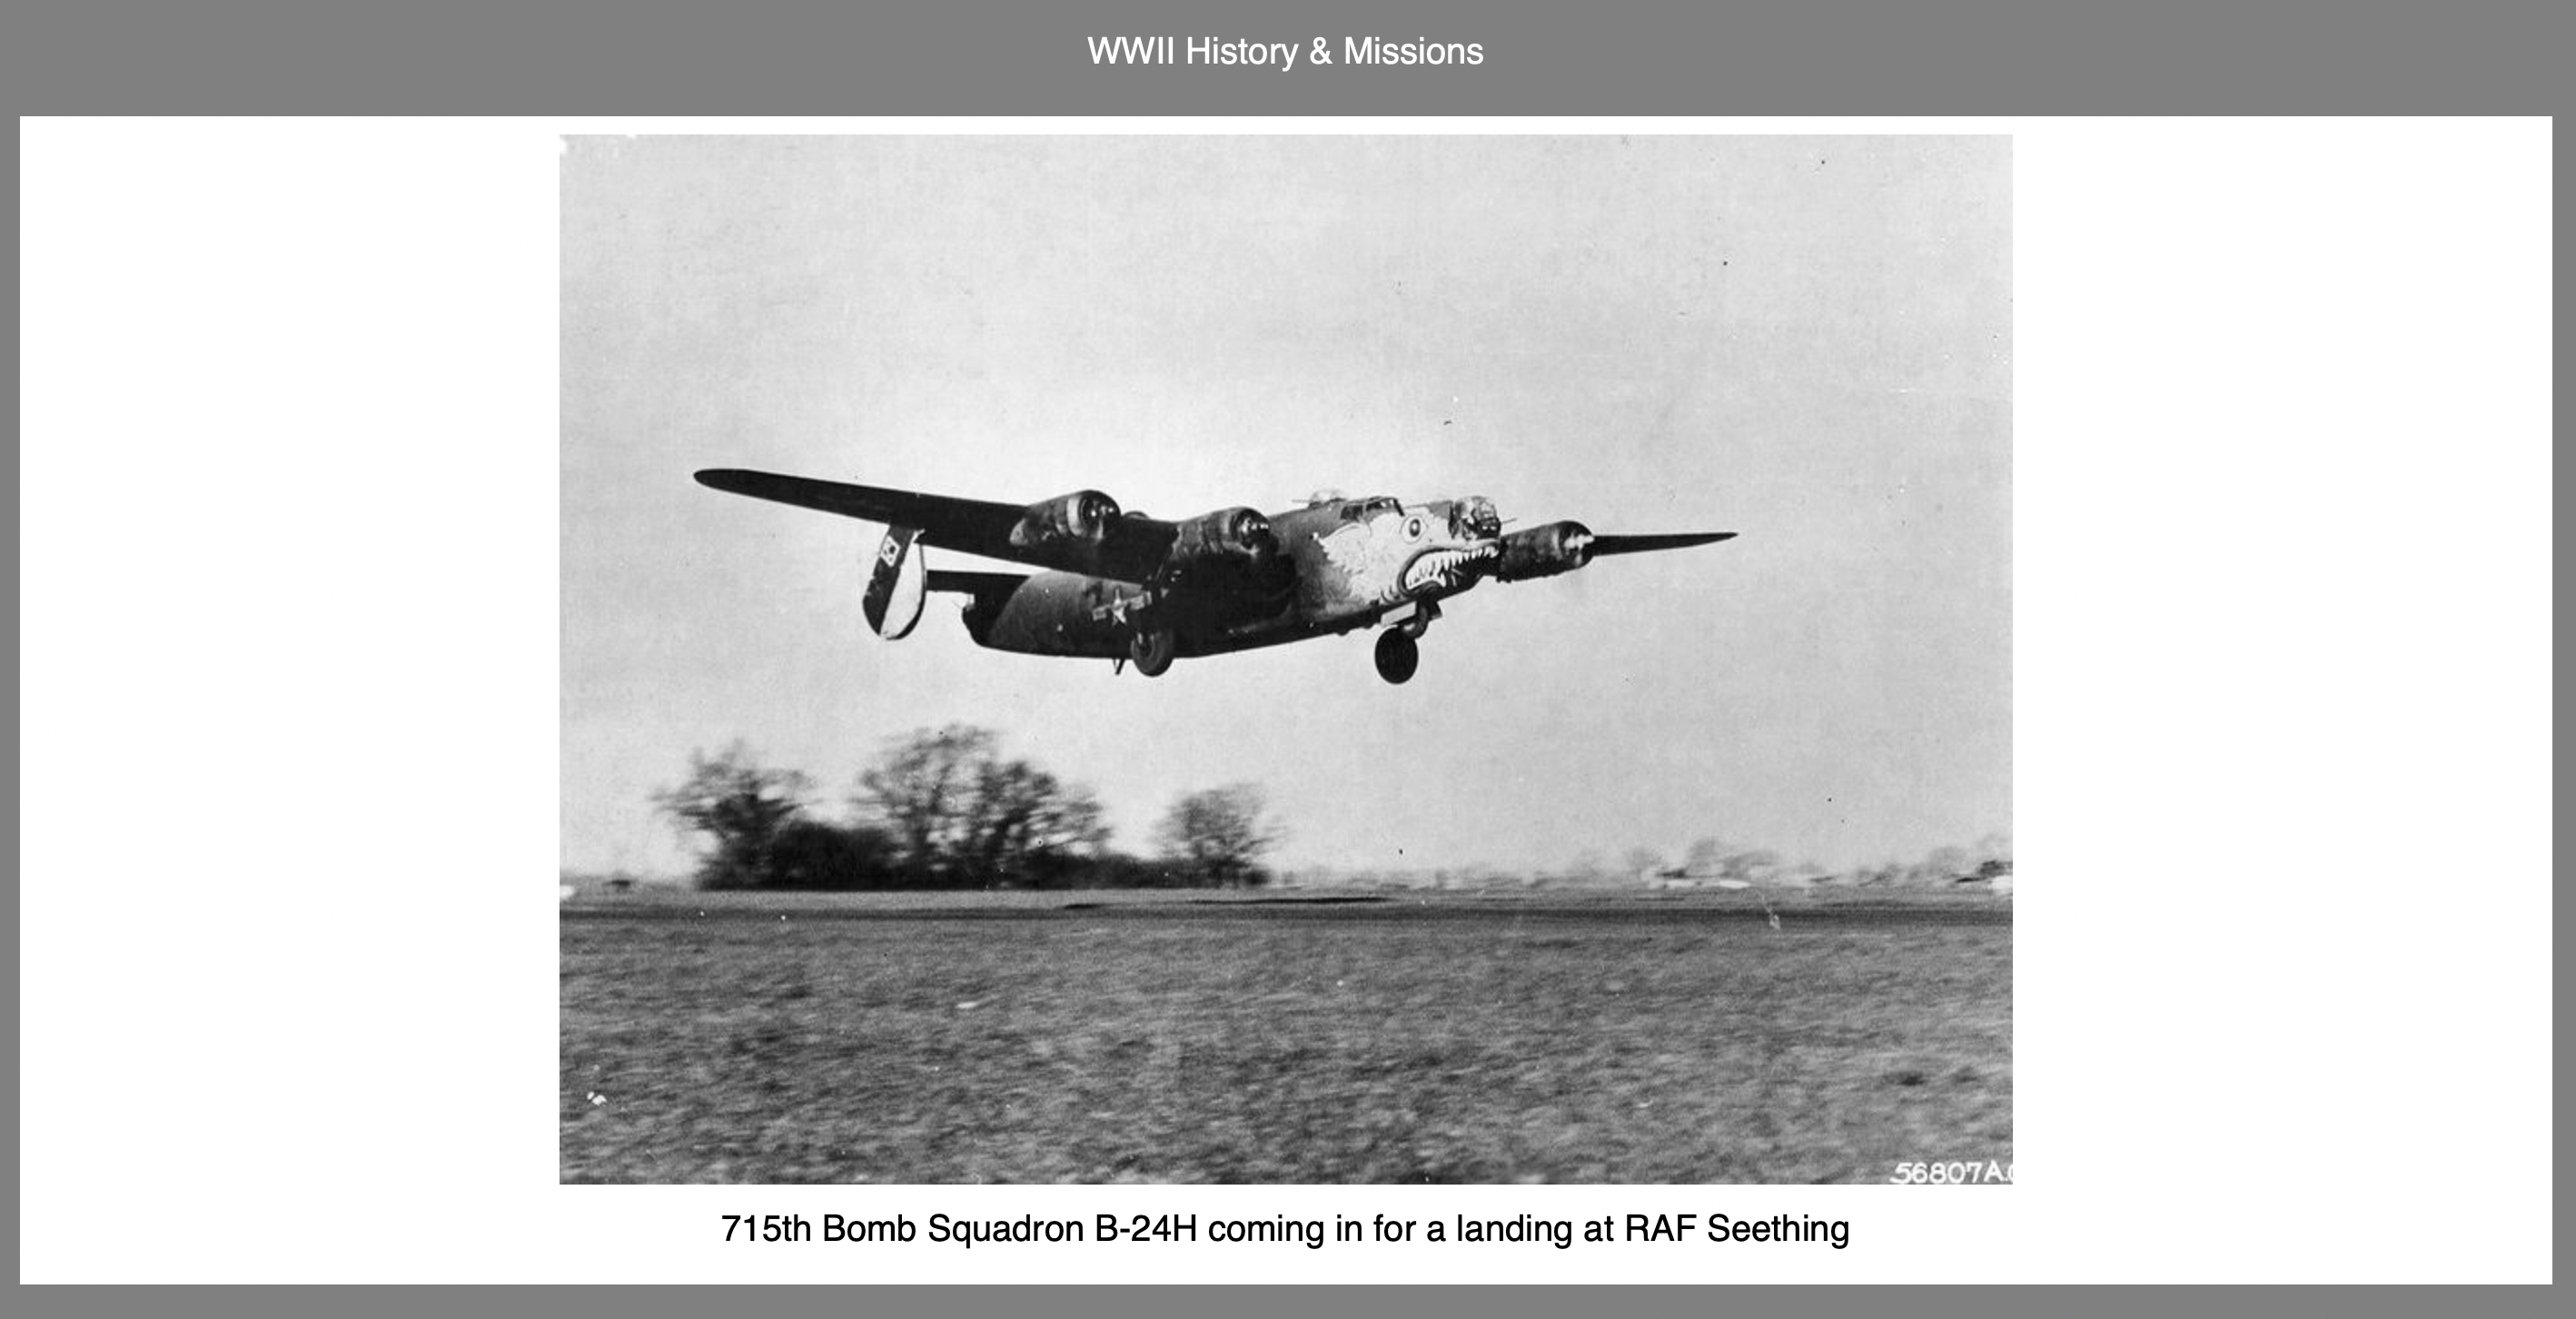 WWII History & Missions
56807A.
715th Bomb Squadron B-24H coming in for a landing at RAF Seething